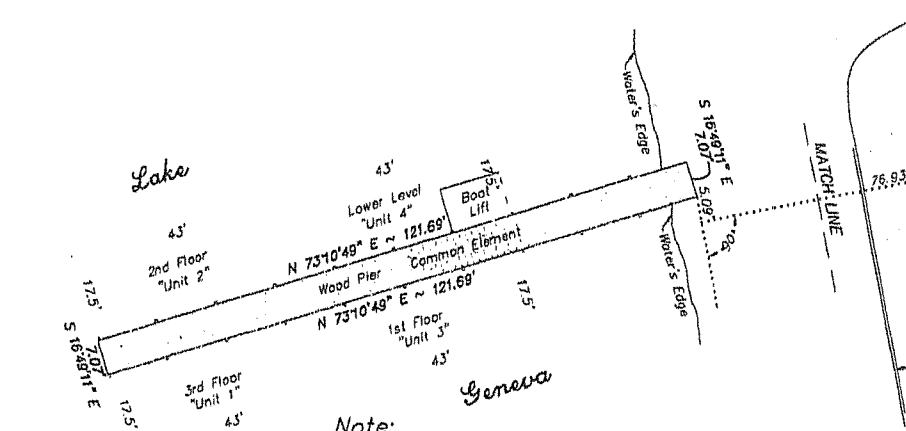 Lake
43'
2nd Floor
"Unit 2"
17.5'
43'
Lower Level
"Unit 4"
17.5'
Boat
Lift
Water's Edge
S 16°49'11" E
7.07'
5.09'
90°
MATCH LINE
76.93
N 73°10'49" E ~ 121.69'
Wood Pier
Common Element
N 73°10'49" E ~ 121.69'
S 16°49'11" E
7.07'
17.5'
3rd Floor
"Unit 1"
43'
1st Floor
"Unit 3"
43'
17.5'
Water's Edge
Geneva
Note: